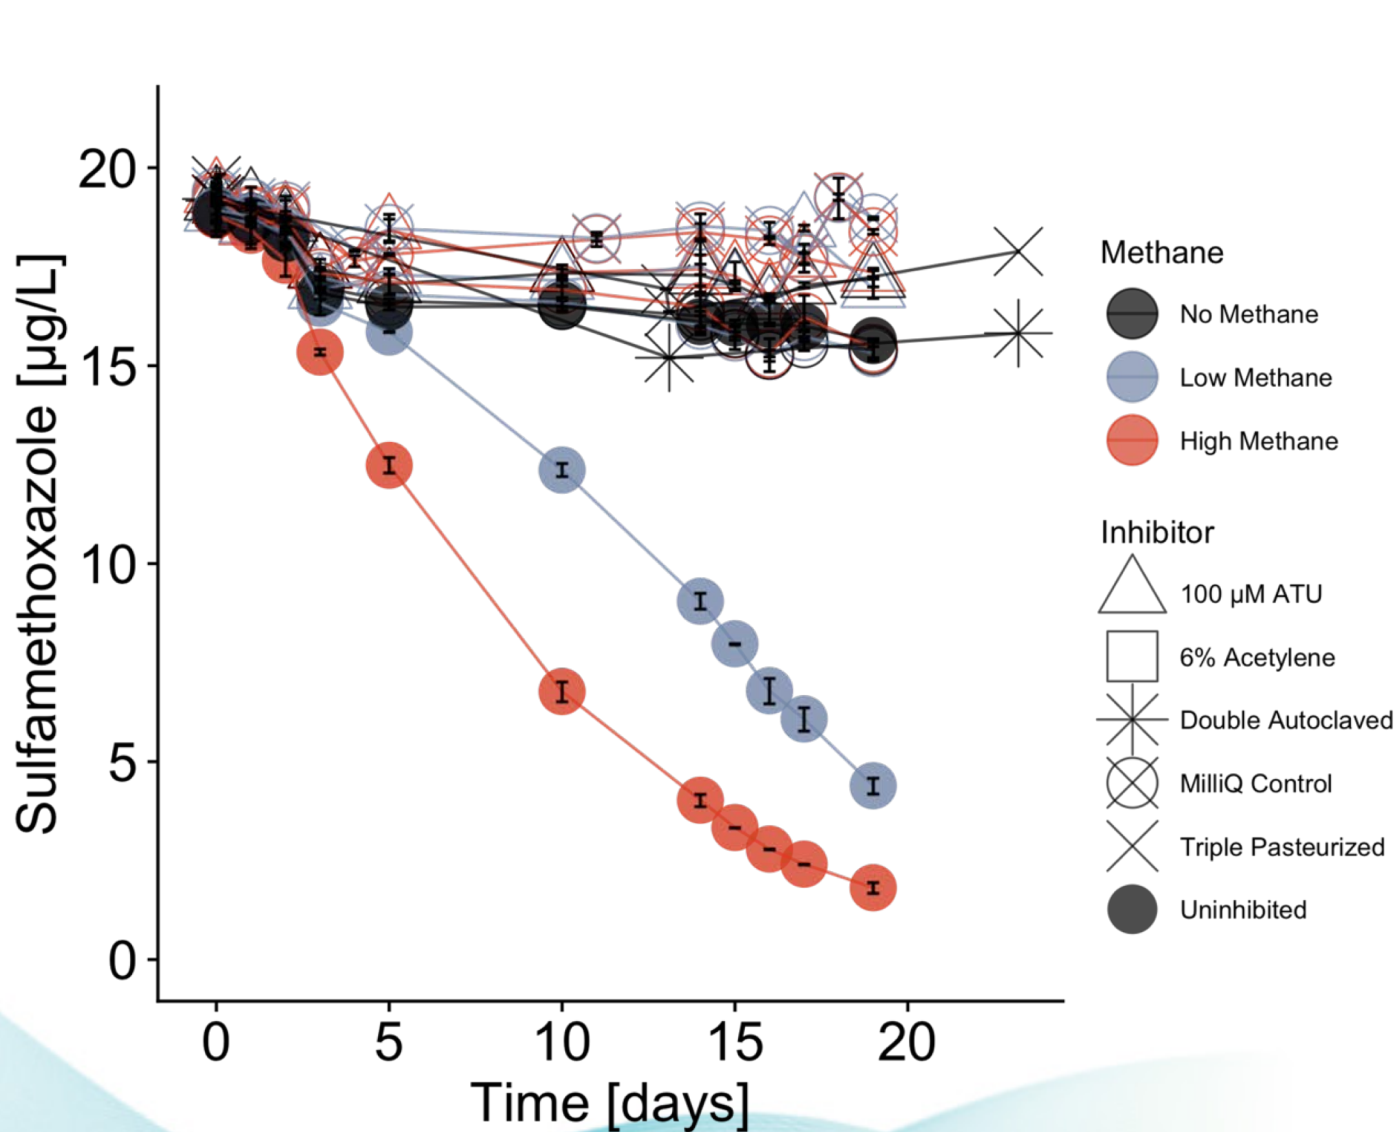 Sulfamethoxazole [µg/L]
20
15
10
5
0
0 5 10 15 20
Time [days]
Methane
No Methane
Low Methane
High Methane
Inhibitor
100 µM ATU
6% Acetylene
Double Autoclaved
MilliQ Control
Triple Pasteurized
Uninhibited